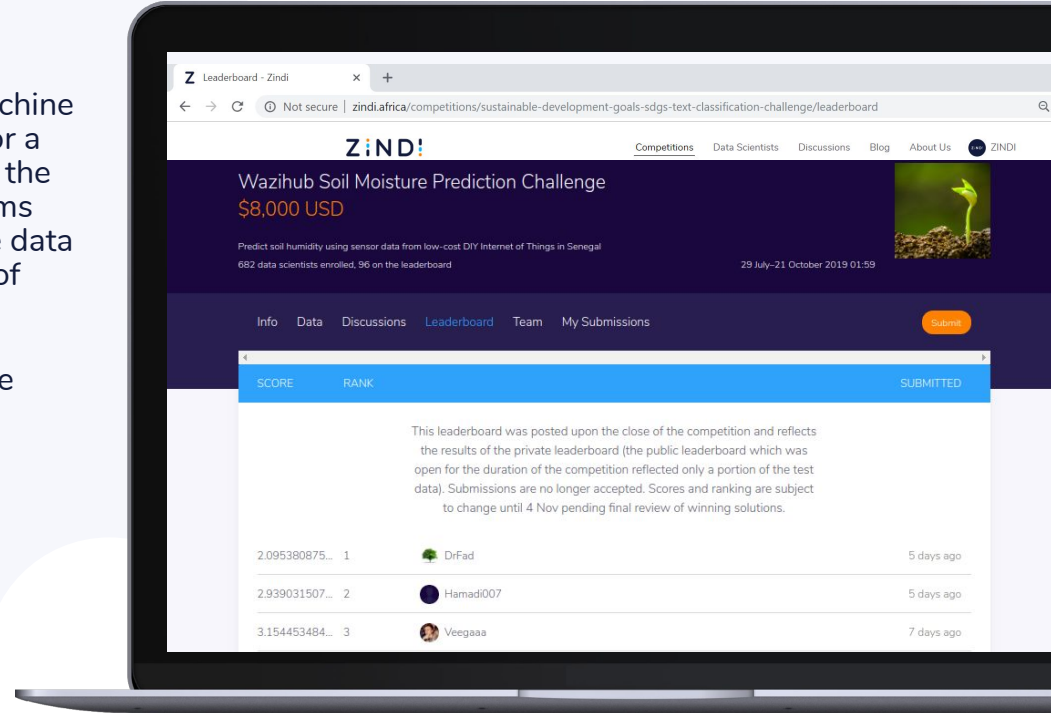 chine
or a
the
ms
data
of
e
Z Leaderboard - Zindi × +
Not secure | zindi.africa/competitions/sustainable-development-goals-sdgs-text-classification-challenge/leaderboard
ZiNDI
Competitions Data Scientists Discussions Blog About Us ZINDI
Wazihub Soil Moisture Prediction Challenge
$8,000 USD
Predict soil humidity using sensor data from low-cost DIY Internet of Things in Senegal
682 data scientists enrolled, 96 on the leaderboard 29 July–21 October 2019 01:59
Info Data Discussions Leaderboard Team My Submissions Submit
SCORE RANK SUBMITTED
This leaderboard was posted upon the close of the competition and reflects
the results of the private leaderboard (the public leaderboard which was
open for the duration of the competition reflected only a portion of the test
data). Submissions are no longer accepted. Scores and ranking are subject
to change until 4 Nov pending final review of winning solutions.
2.095380875... 1 DrFad 5 days ago
2.939031507... 2 Hamadi007 5 days ago
3.154453484... 3 Veegaaa 7 days ago